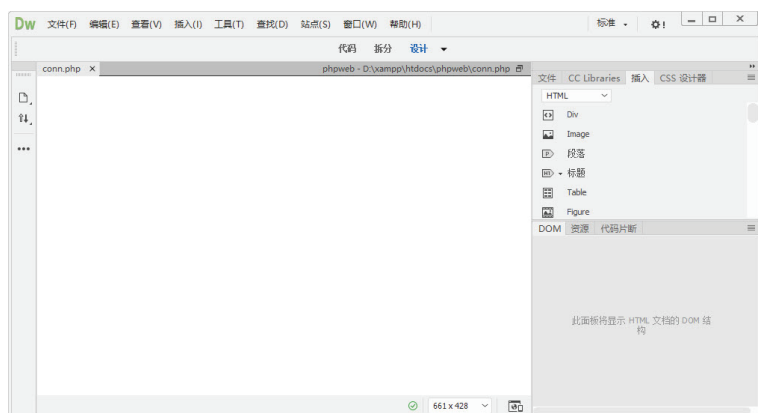 Dw 文件(F) 编辑(E) 查看(V) 插入(I) 工具(T) 查找(D) 站点(S) 窗口(W) 帮助(H) 标准
代码 拆分 设计
conn.php × phpweb - D:\xampp\htdocs\phpweb\conn.php
文件 CC Libraries 插入 CSS 设计器
HTML
Div
Image
段落
标题
Table
Figure
DOM 资源 代码片断
此面板将显示 HTML 文档的 DOM 结
构
661 x 428